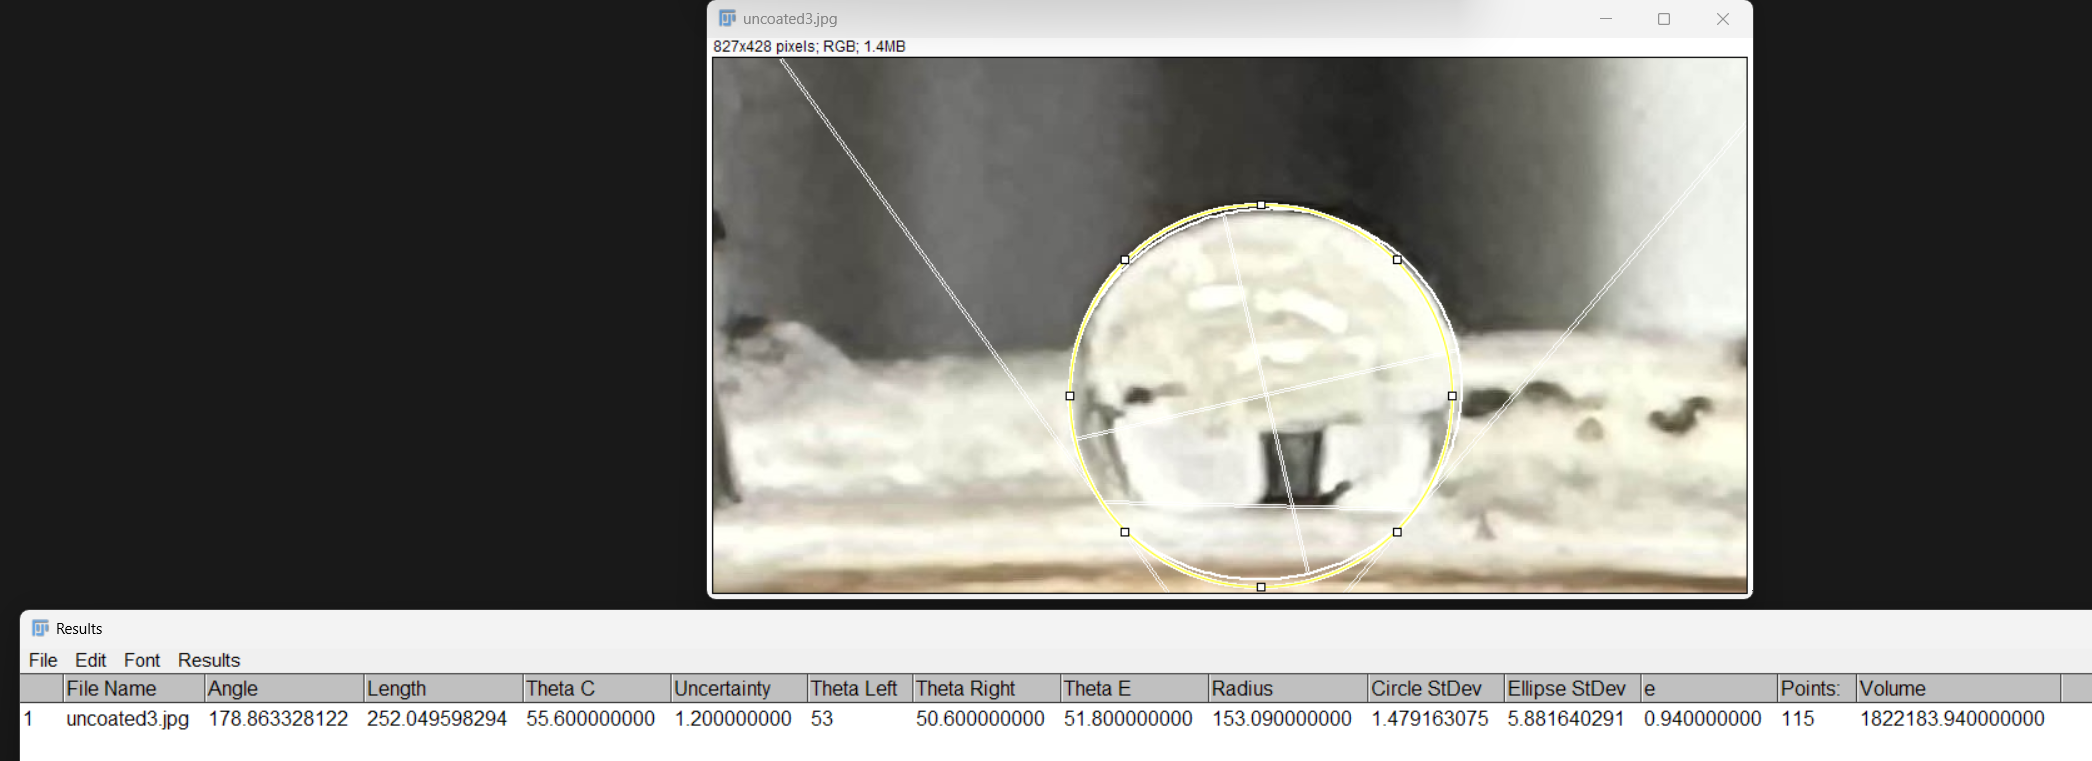 uncoated3.jpg
827x428 pixels; RGB; 1.4MB
Results
File Edit Font Results
File Name Angle Length Theta C Uncertainty Theta Left Theta Right Theta E Radius Circle StDev Ellipse StDev e Points: Volume
1 uncoated3.jpg 178.863328122 252.049598294 55.600000000 1.200000000 53 50.600000000 51.800000000 153.090000000 1.479163075 5.881640291 0.940000000 115 1822183.940000000